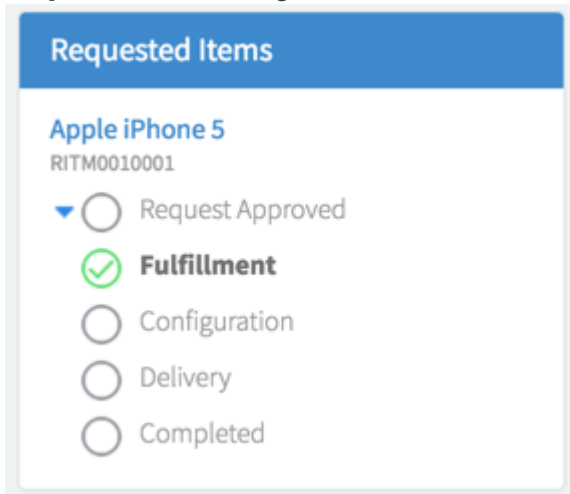 Requested Items
Apple iPhone 5
RITM0010001
Request Approved
Fulfillment
Configuration
Delivery
Completed